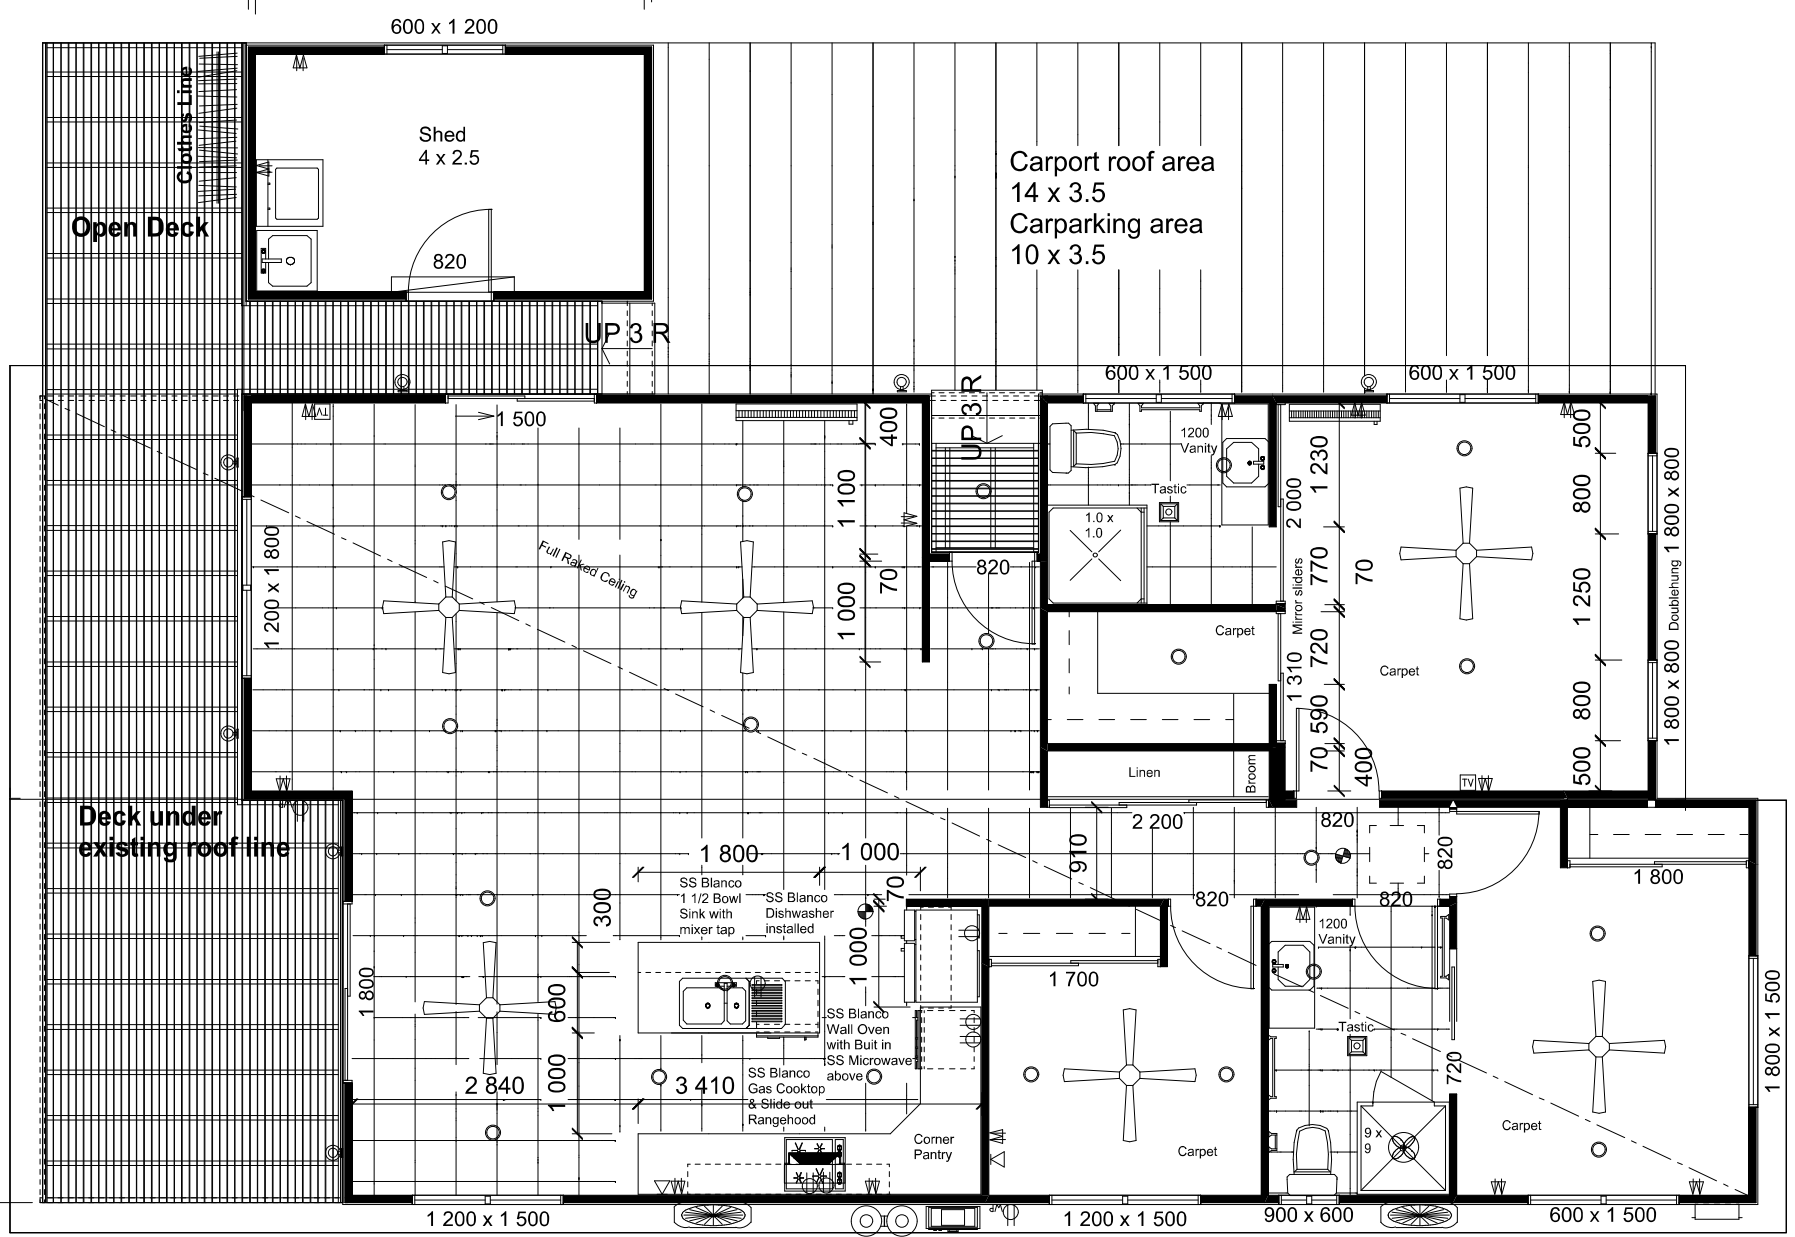 600 x 1 200
Clothes Line
Shed
4 x 2.5
Open Deck
820
Carport roof area
14 x 3.5
Carparking area
10 x 3.5
UP 3 R
600 x 1 500
600 x 1 500
TV
1 500
400
UP 3 R
1200
Vanity
Tastic
1.0 x
1.0
1 230
2 000
500
800
1 800 x 800
1 100
1 200 x 1 800
Full Raked Ceiling
70
1 000
820
Mirror sliders
770
70
1 250
Doublehung
Carpet
720
1 310
Carpet
590
800
1 800 x 800
Linen
Broom
70
400
TV
500
Deck under
existing roof line
2 200
820
910
820
1 800
1 800
1 000
70
SS Blanco
1 1/2 Bowl
Sink with
mixer tap
SS Blanco
Dishwasher
installed
300
820
820
1 000
1200
Vanity
1 700
1 800
600
SS Blanco
Wall Oven
with Buit in
SS Microwave
above
Tastic
1 800 x 1 500
720
2 840
1 000
3 410
SS Blanco
Gas Cooktop
& Slide out
Rangehood
Corner
Pantry
Carpet
9 x
9
Carpet
1 200 x 1 500
1 200 x 1 500
900 x 600
600 x 1 500